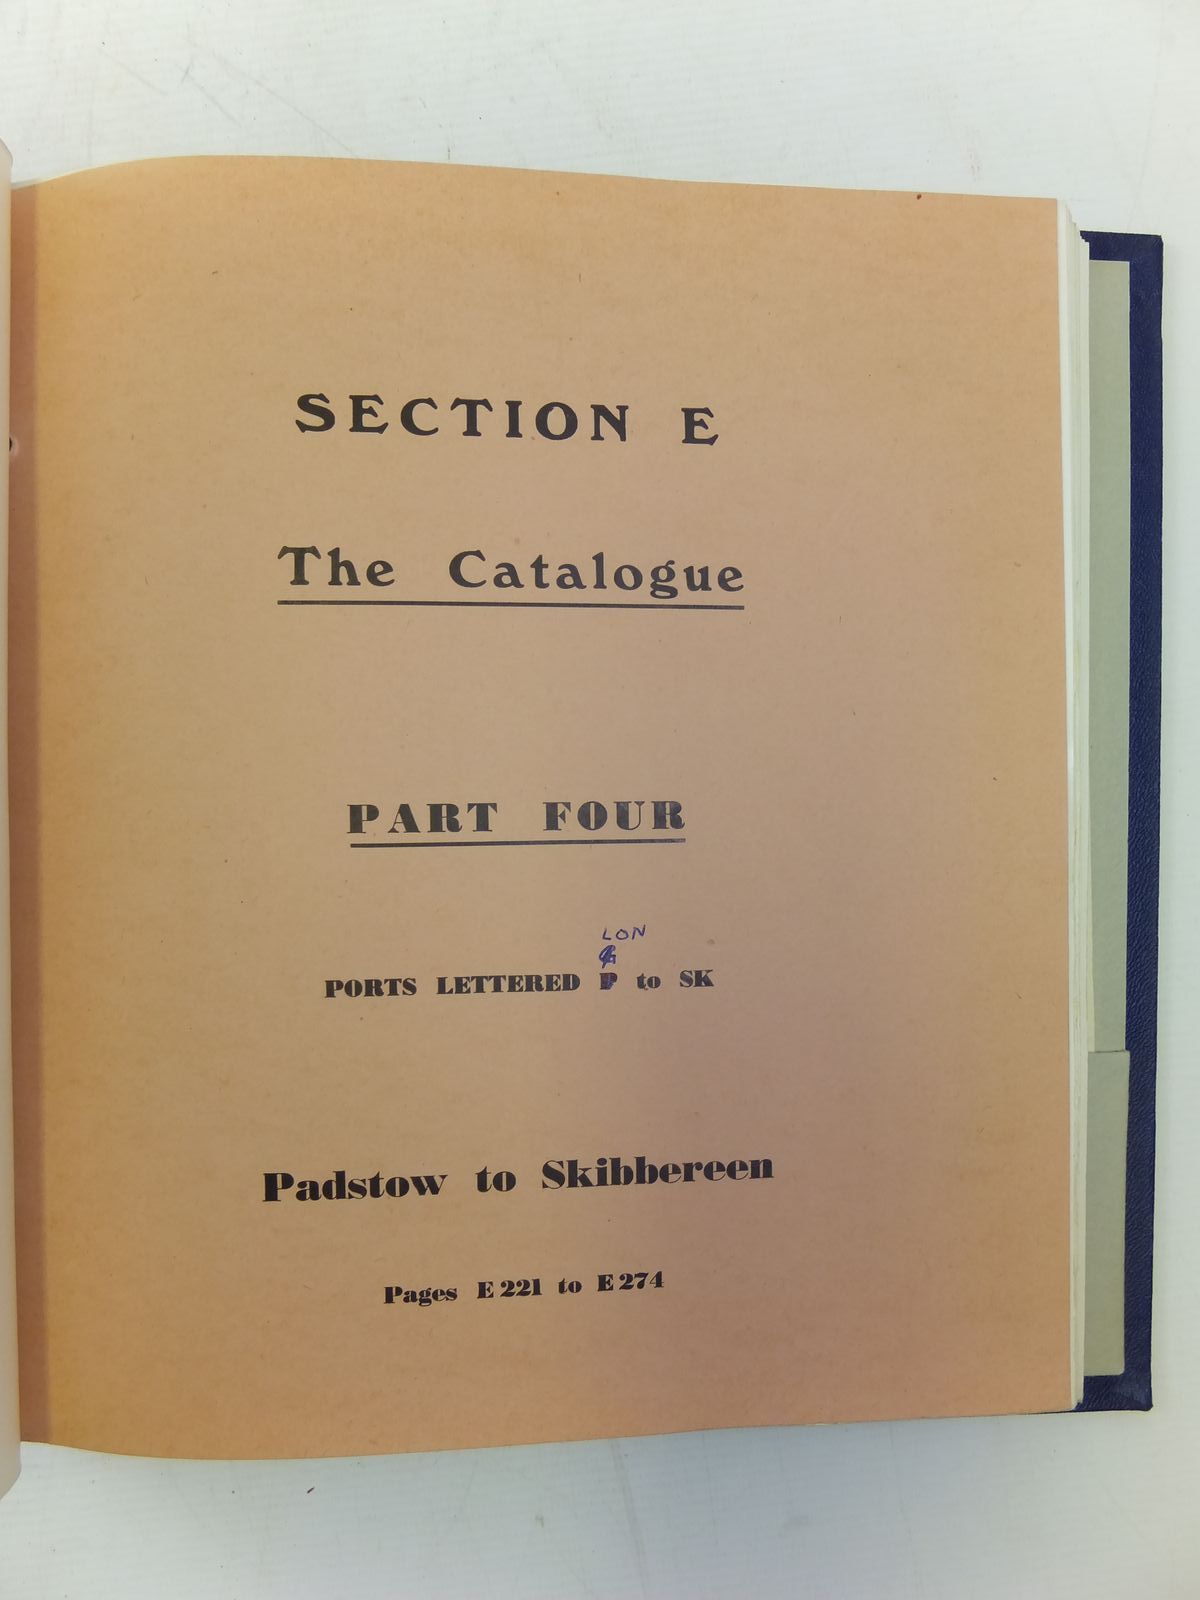 SECTION E
The Catalogue
PART FOUR
LON
PORTS LETTERED P to SK
Padstow to Skibbereen
Pages E 221 to E 274